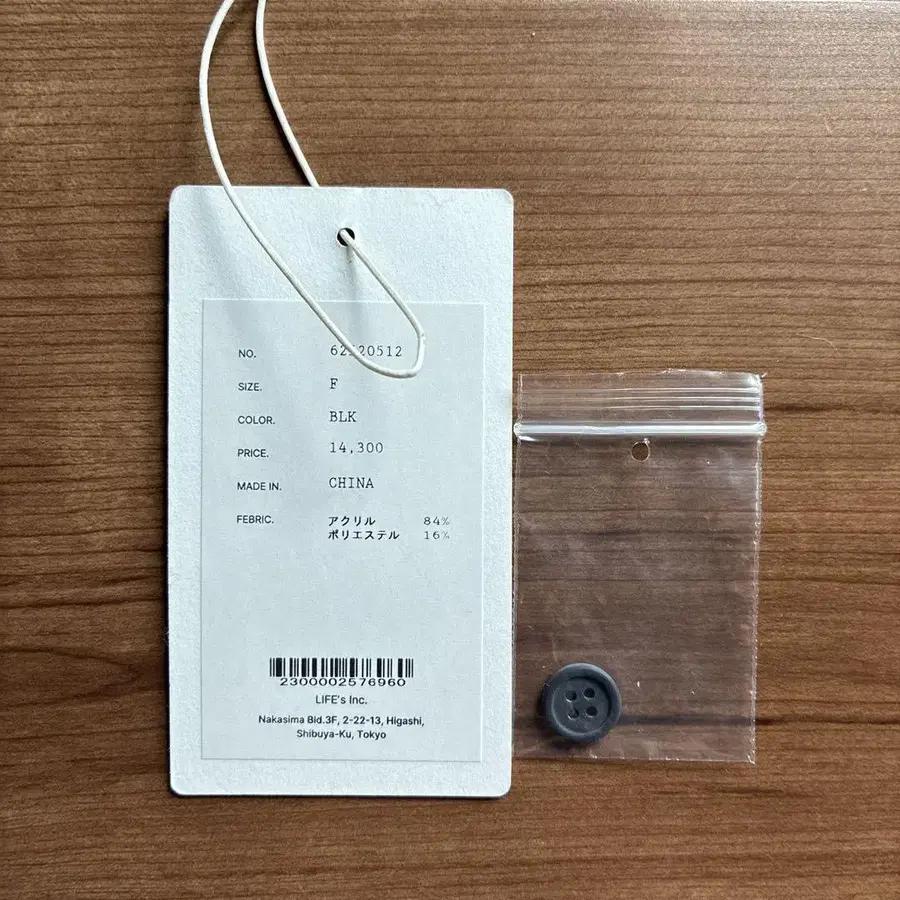 NO.
SIZE. F
COLOR. BLK
PRICE. 14,300
MADE IN. CHINA
FEBRIC. アクリル 84%
ポリエステル 16%
2300002576960
LIFE's Inc.
Nakasima Bld.3F, 2-22-13, Higashi,
Shibuya-Ku, Tokyo